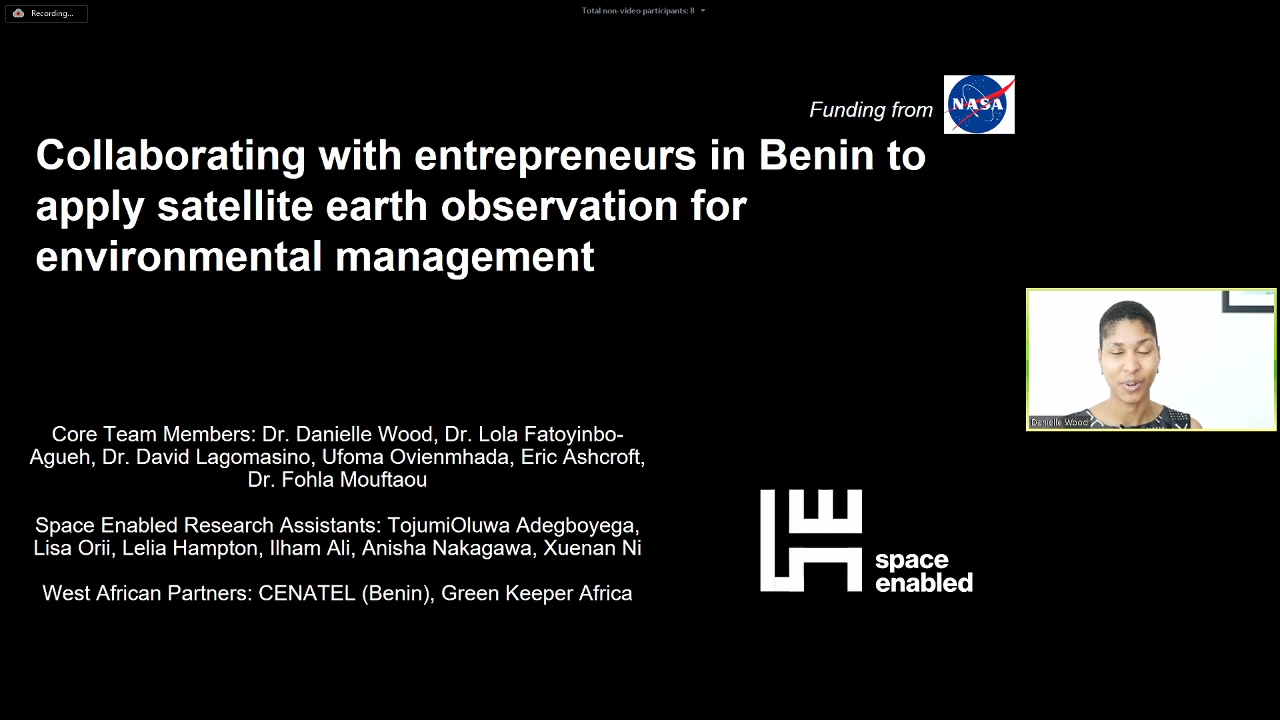 Recording...
Total non-video participants: 8
Funding from
NASA
Collaborating with entrepreneurs in Benin to
apply satellite earth observation for
environmental management
Core Team Members: Dr. Danielle Wood, Dr. Lola Fatoyinbo-
Agueh, Dr. David Lagomasino, Ufoma Ovienmhada, Eric Ashcroft,
Dr. Fohla Mouftaou
Space Enabled Research Assistants: TojumiOluwa Adegboyega,
Lisa Orii, Lelia Hampton, Ilham Ali, Anisha Nakagawa, Xuenan Ni
West African Partners: CENATEL (Benin), Green Keeper Africa
space
enabled
Danielle Wood